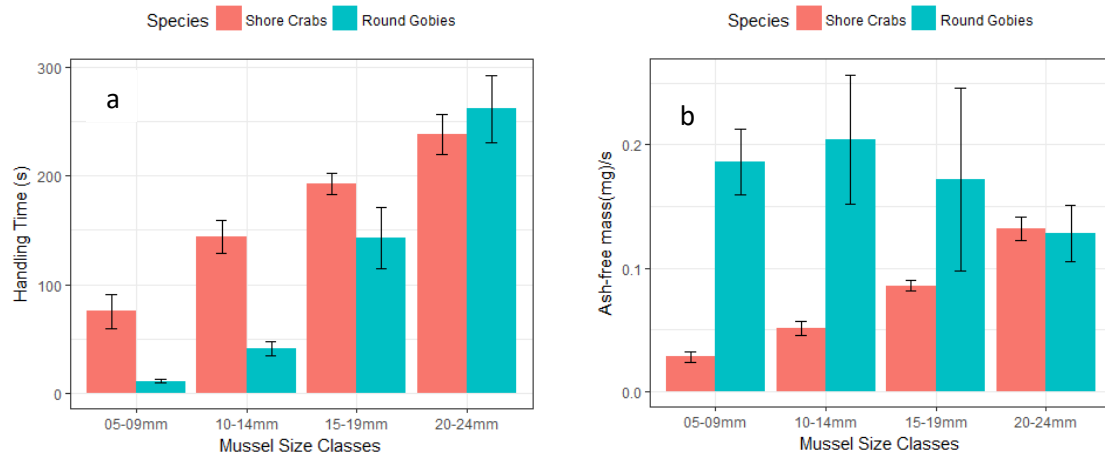 Species Shore Crabs Round Gobies
a
Handling Time (s)
300
200
100
0
05-09mm 10-14mm 15-19mm 20-24mm
Mussel Size Classes
Species Shore Crabs Round Gobies
b
Ash-free mass(mg)/s
0.2
0.1
0.0
05-09mm 10-14mm 15-19mm 20-24mm
Mussel Size Classes